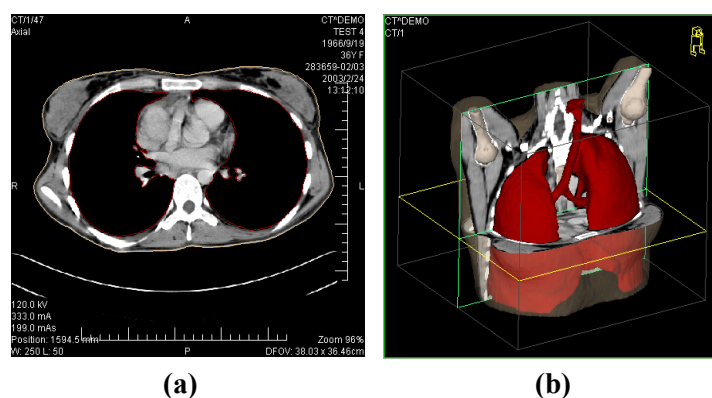 CT/1/47
Axial
A
CT^DEMO
TEST 4
1966/9/19
36Y F
283659-02/03
2003/2/24
13:12:10
R
L
120.0 kV
333.0 mA
199.0 mAs
Position: 1594.5 mm
W: 250 L: 50
P
Zoom 96%
DFOV: 38.03 x 36.46cm
(a)
CT^DEMO
CT/1
(b)